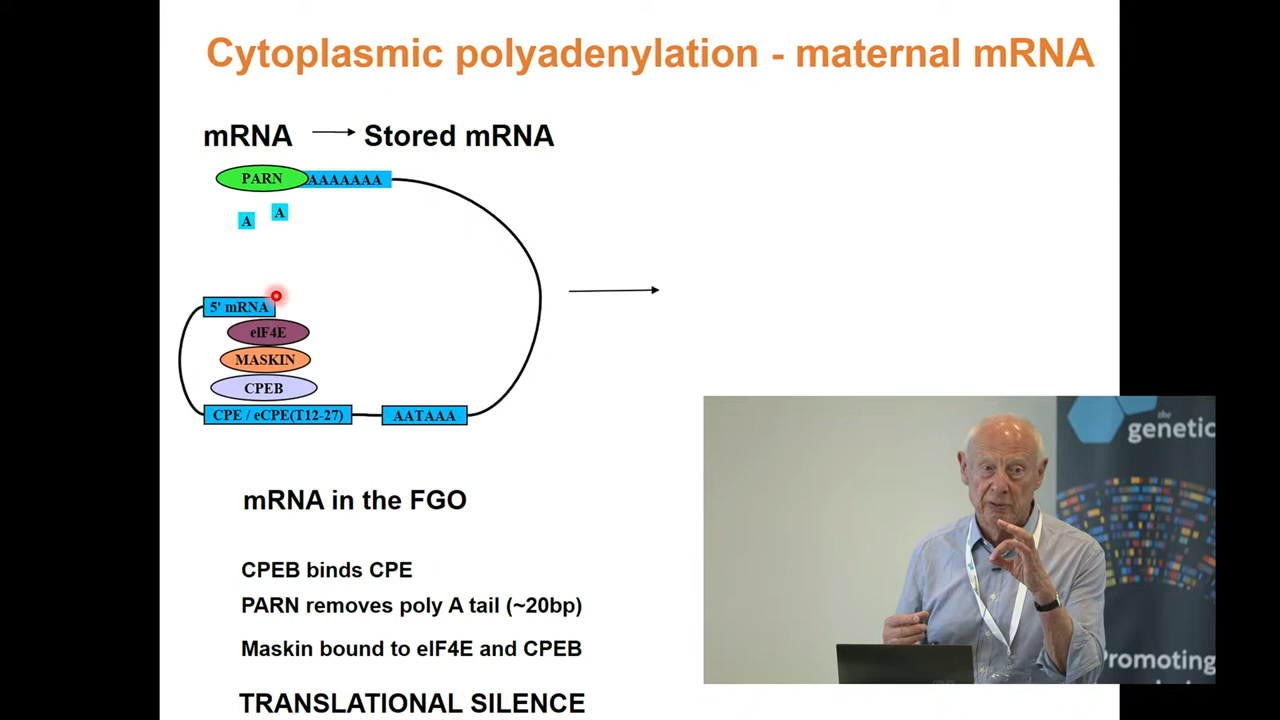 Cytoplasmic polyadenylation - maternal mRNA
mRNA
Stored mRNA
PARN
AAAAAAA
A
A
5' mRNA
eIF4E
MASKIN
CPEB
CPE / eCPE(T12-27)
AATAAA
mRNA in the FGO
CPEB binds CPE
PARN removes poly A tail (~20bp)
Maskin bound to eIF4E and CPEB
TRANSLATIONAL SILENCE
the
genetic
Promoting